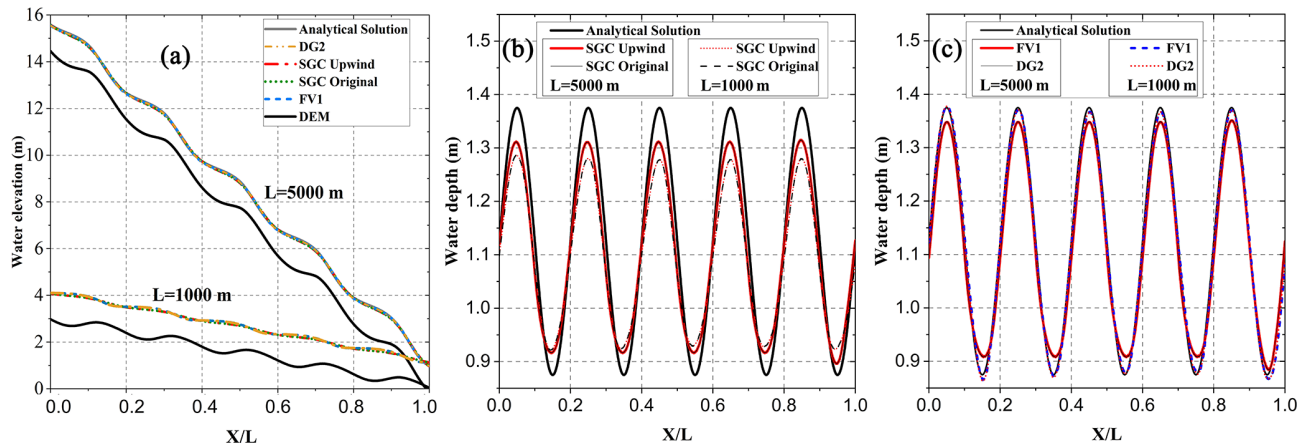 (a)
Analytical Solution
DG2
SGC Upwind
SGC Original
FV1
DEM
L=5000 m
L=1000 m
Water elevation (m)
16
14
12
10
8
6
4
2
0
0.0 0.2 0.4 0.6 0.8 1.0
X/L
(b)
Analytical Solution
SGC Upwind SGC Upwind
SGC Original SGC Original
L=5000 m L=1000 m
Water depth (m)
1.5
1.4
1.3
1.2
1.1
1.0
0.9
0.0 0.2 0.4 0.6 0.8 1.0
X/L
(c)
Analytical Solution
FV1 FV1
DG2 DG2
L=5000 m L=1000 m
Water depth (m)
1.5
1.4
1.3
1.2
1.1
1.0
0.9
0.0 0.2 0.4 0.6 0.8 1.0
X/L